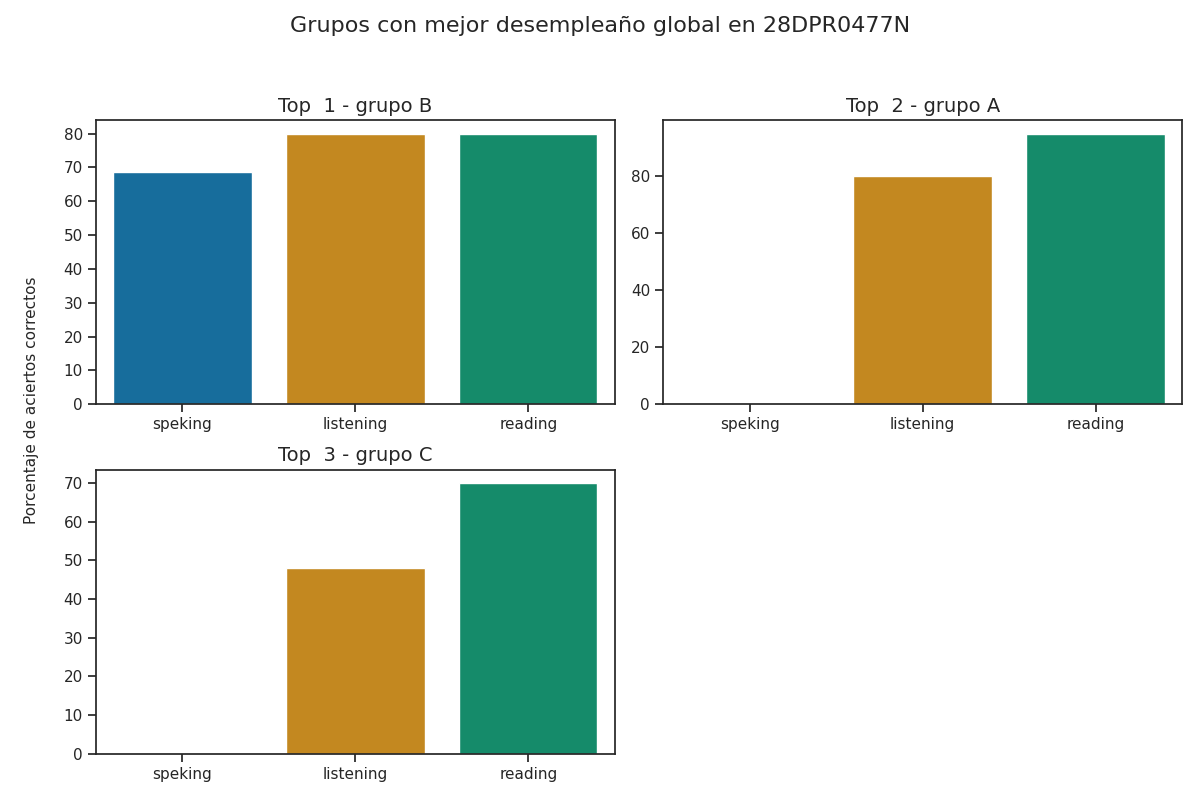 Grupos con mejor desempleaño global en 28DPR0477N
Porcentaje de aciertos correctos
Top  1 - grupo B
80
70
60
50
40
30
20
10
0
speking listening reading
Top  2 - grupo A
80
60
40
20
0
speking listening reading
Top  3 - grupo C
70
60
50
40
30
20
10
0
speking listening reading